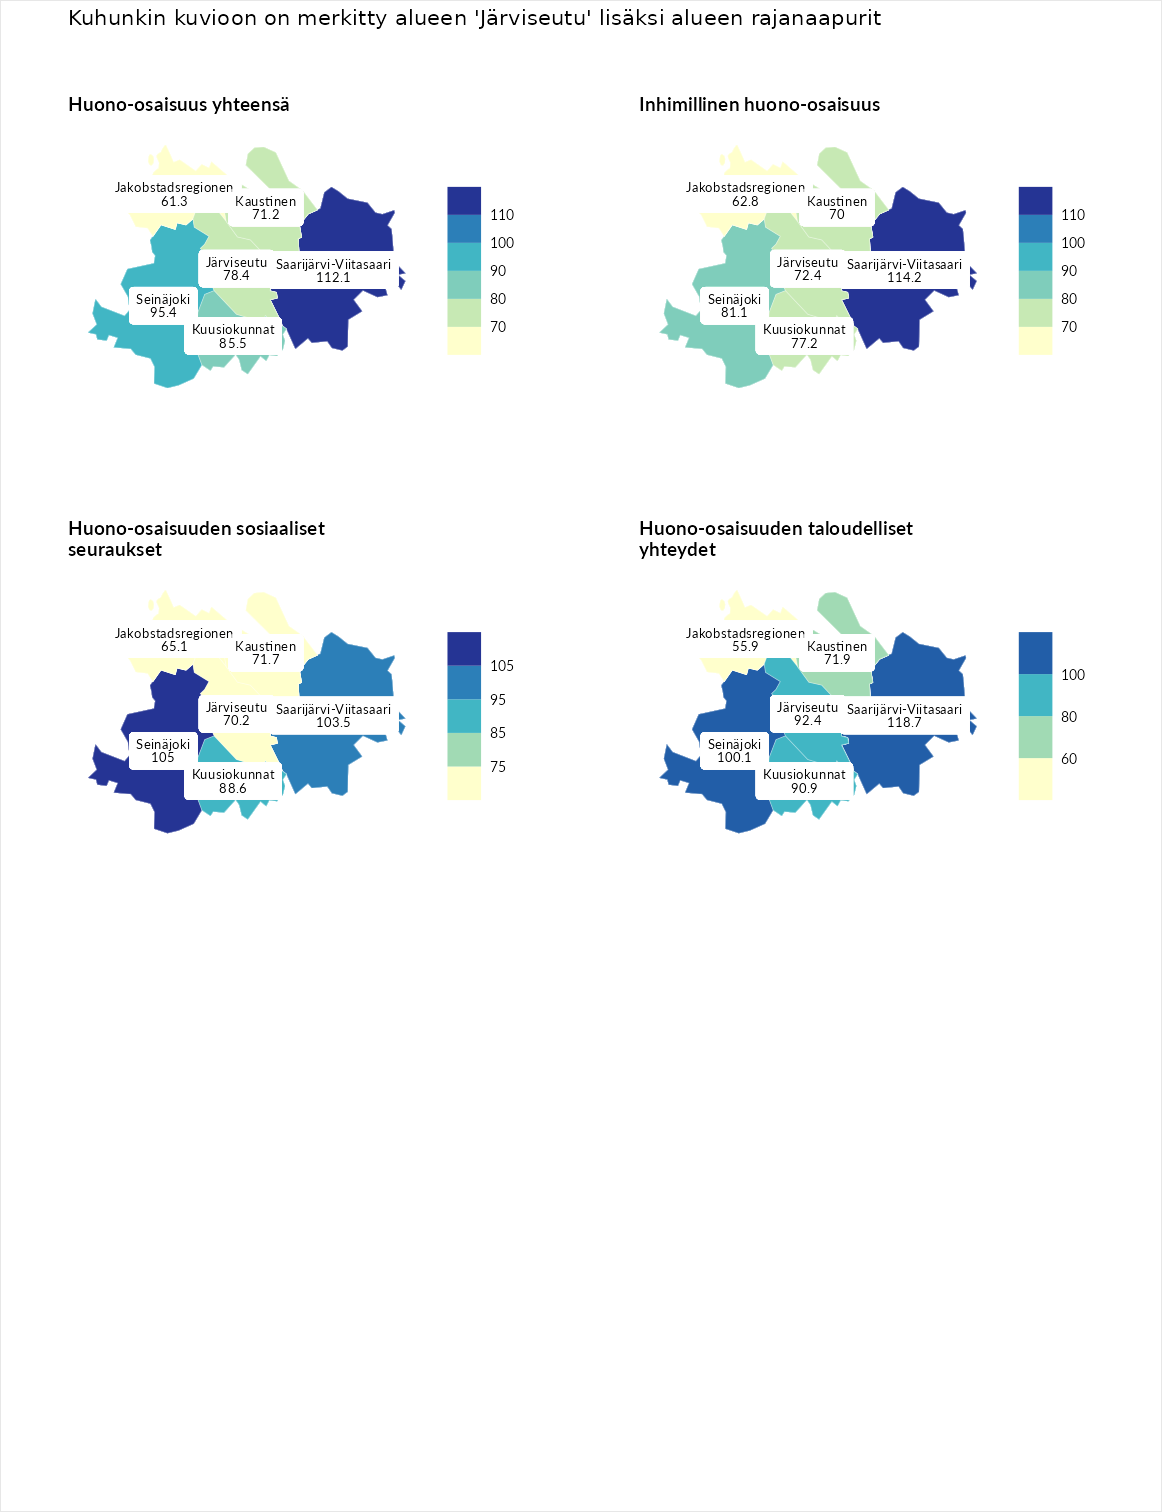 Kuhunkin kuvioon on merkitty alueen 'Järviseutu' lisäksi alueen rajanaapurit
Huono-osaisuus yhteensä
Jakobstadsregionen
61.3
Kaustinen
71.2
Järviseutu
78.4
Saarijärvi-Viitasaari
112.1
Seinäjoki
95.4
Kuusiokunnat
85.5
110
100
90
80
70
Inhimillinen huono-osaisuus
Jakobstadsregionen
62.8
Kaustinen
70
Järviseutu
72.4
Saarijärvi-Viitasaari
114.2
Seinäjoki
81.1
Kuusiokunnat
77.2
110
100
90
80
70
Huono-osaisuuden sosiaaliset
seuraukset
Jakobstadsregionen
65.1
Kaustinen
71.7
Järviseutu
70.2
Saarijärvi-Viitasaari
103.5
Seinäjoki
105
Kuusiokunnat
88.6
105
95
85
75
Huono-osaisuuden taloudelliset
yhteydet
Jakobstadsregionen
55.9
Kaustinen
71.9
Järviseutu
92.4
Saarijärvi-Viitasaari
118.7
Seinäjoki
100.1
Kuusiokunnat
90.9
100
80
60